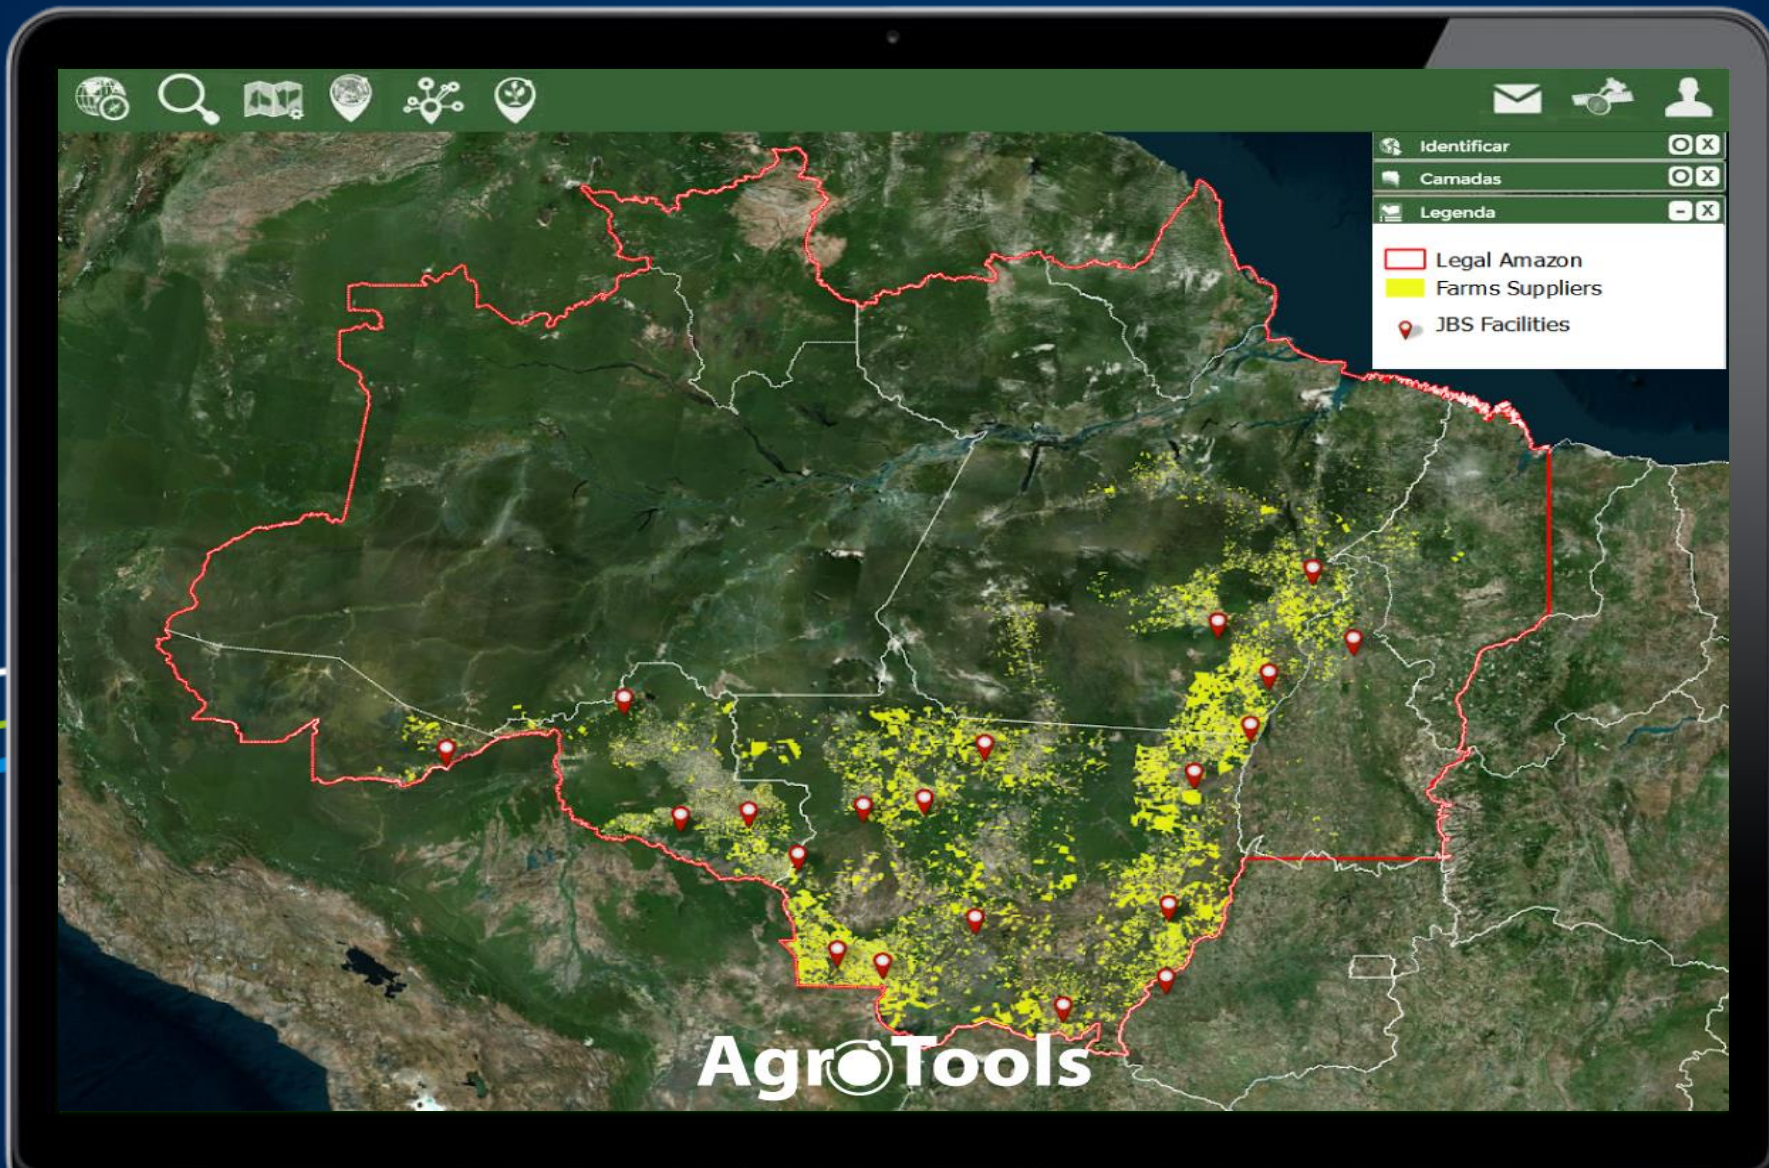 Identificar
Camadas
Legenda
Legal Amazon
Farms Suppliers
JBS Facilities
AgroTools